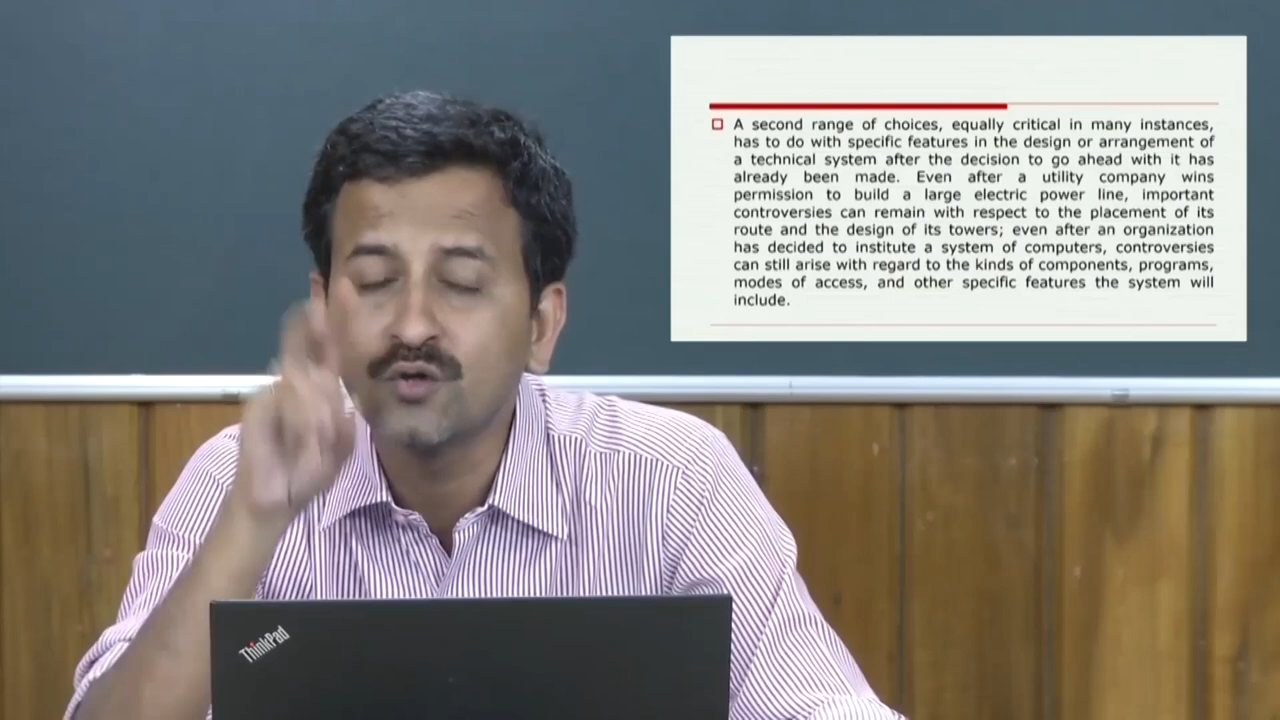 A second range of choices, equally critical in many instances,
has to do with specific features in the design or arrangement of
a technical system after the decision to go ahead with it has
already been made. Even after a utility company wins
permission to build a large electric power line, important
controversies can remain with respect to the placement of its
route and the design of its towers; even after an organization
has decided to institute a system of computers, controversies
can still arise with regard to the kinds of components, programs,
modes of access, and other specific features the system will
include.
ThinkPad